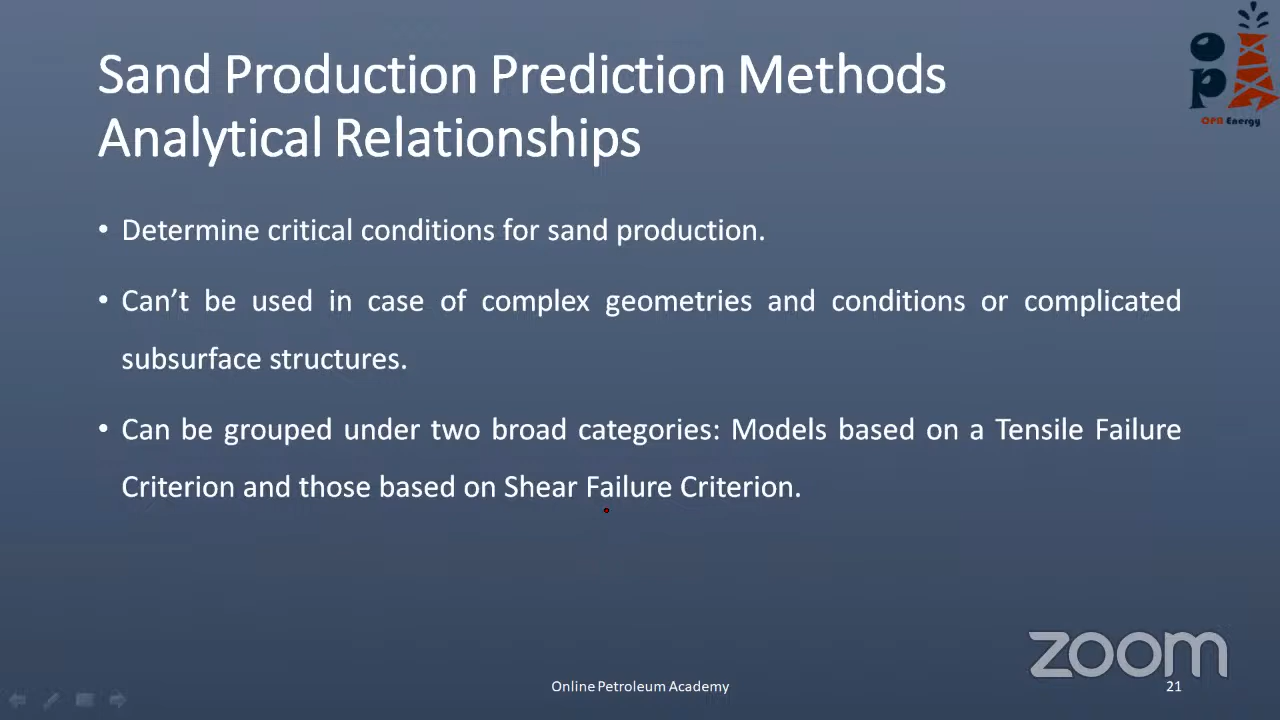 Sand Production Prediction Methods
Analytical Relationships
OPA Energy
• Determine critical conditions for sand production.
• Can’t be used in case of complex geometries and conditions or complicated
subsurface structures.
• Can be grouped under two broad categories: Models based on a Tensile Failure
Criterion and those based on Shear Failure Criterion.
zoom
Online Petroleum Academy
21